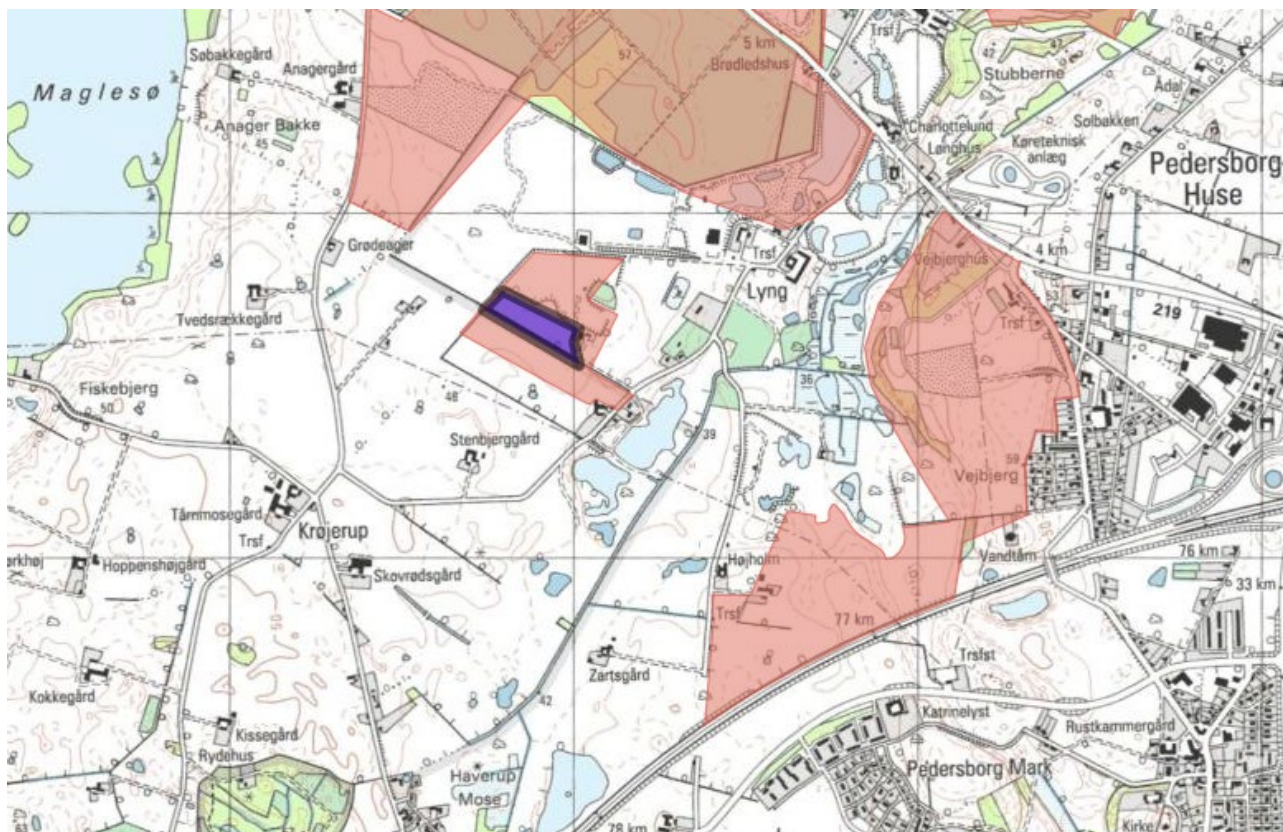 Søbakkegård
Anagergård
Maglesø
Anager Bakke
45
57
5 km
Brødledshus
Trsf
42
47
Stubberne
Ådal
Solbakken
Charlottelund
Longhus
Køreteknisk
anlæg
Pedersborg
Huse
Grødeager
Trsf
Lyng
Vejbjerghus
4 km
53
Trsf
219
Tvedsrækkegård
Fiskebjerg
50
48
Stenbjerggård
39
36
59
Vejbjerg
Tårnmosegård
Trsf
Krøjerup
Hoppenshøjgård
Skovrødsgård
Højholm
Vandtårn
76 km
33 km
Trsf
77 km
Zartsgård
Trsfst
Kokkegård
42
Katrinelyst
Rustkammergård
Kissegård
Rydehus
Haverup
Mose
Pedersborg Mark
78 km
Kirke